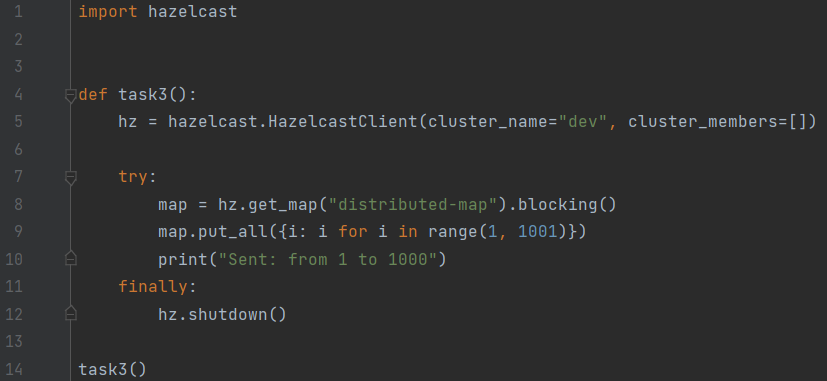 1 import hazelcast
2
3
4 def task3():
5     hz = hazelcast.HazelcastClient(cluster_name="dev", cluster_members=[])
6
7     try:
8         map = hz.get_map("distributed-map").blocking()
9         map.put_all({i: i for i in range(1, 1001)})
10         print("Sent: from 1 to 1000")
11     finally:
12         hz.shutdown()
13
14 task3()